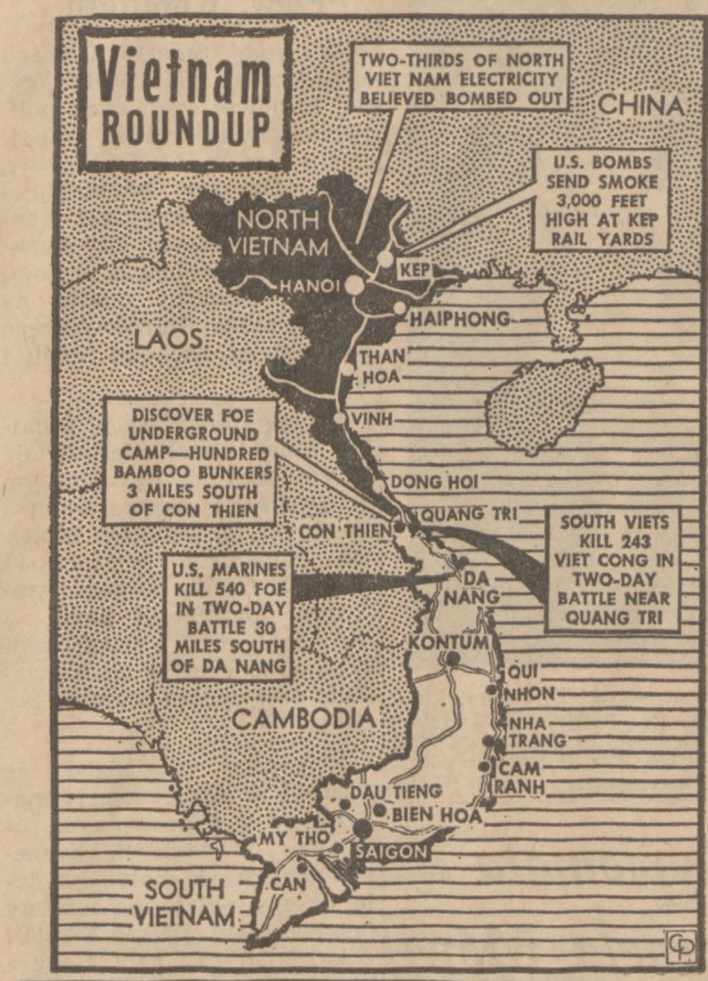 Vietnam
ROUNDUP
TWO-THIRDS OF NORTH
VIET NAM ELECTRICITY
BELIEVED BOMBED OUT
CHINA
U.S. BOMBS
SEND SMOKE
3,000 FEET
HIGH AT KEP
RAIL YARDS
NORTH
VIETNAM
KEP
HANOI
HAIPHONG
LAOS
THAN
HOA
DISCOVER FOE
UNDERGROUND
CAMP—HUNDRED
BAMBOO BUNKERS
3 MILES SOUTH
OF CON THIEN
VINH
DONG HOI
QUANG TRI
CON THIEN
SOUTH VIETS
KILL 243
VIET CONG IN
TWO-DAY
BATTLE NEAR
QUANG TRI
U.S. MARINES
KILL 540 FOE
IN TWO-DAY
BATTLE 30
MILES SOUTH
OF DA NANG
DA
NANG
KONTUM
QUI
NHON
CAMBODIA
NHA
TRANG
CAM
RANH
DAU TIENG
BIEN HOA
MY THO
SAIGON
CAN
SOUTH
VIETNAM
CP